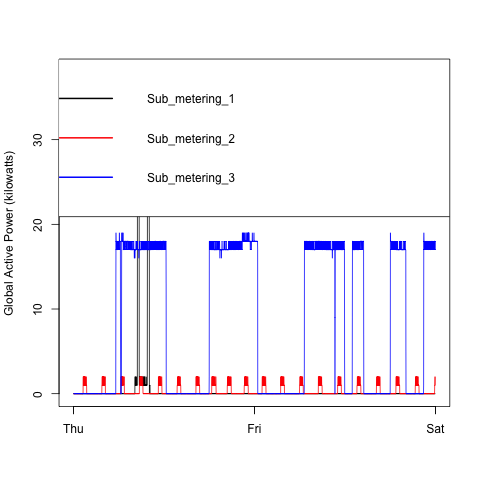 Sub_metering_1
Sub_metering_2
Sub_metering_3
Global Active Power (kilowatts)
30
20
10
0
Thu Fri Sat